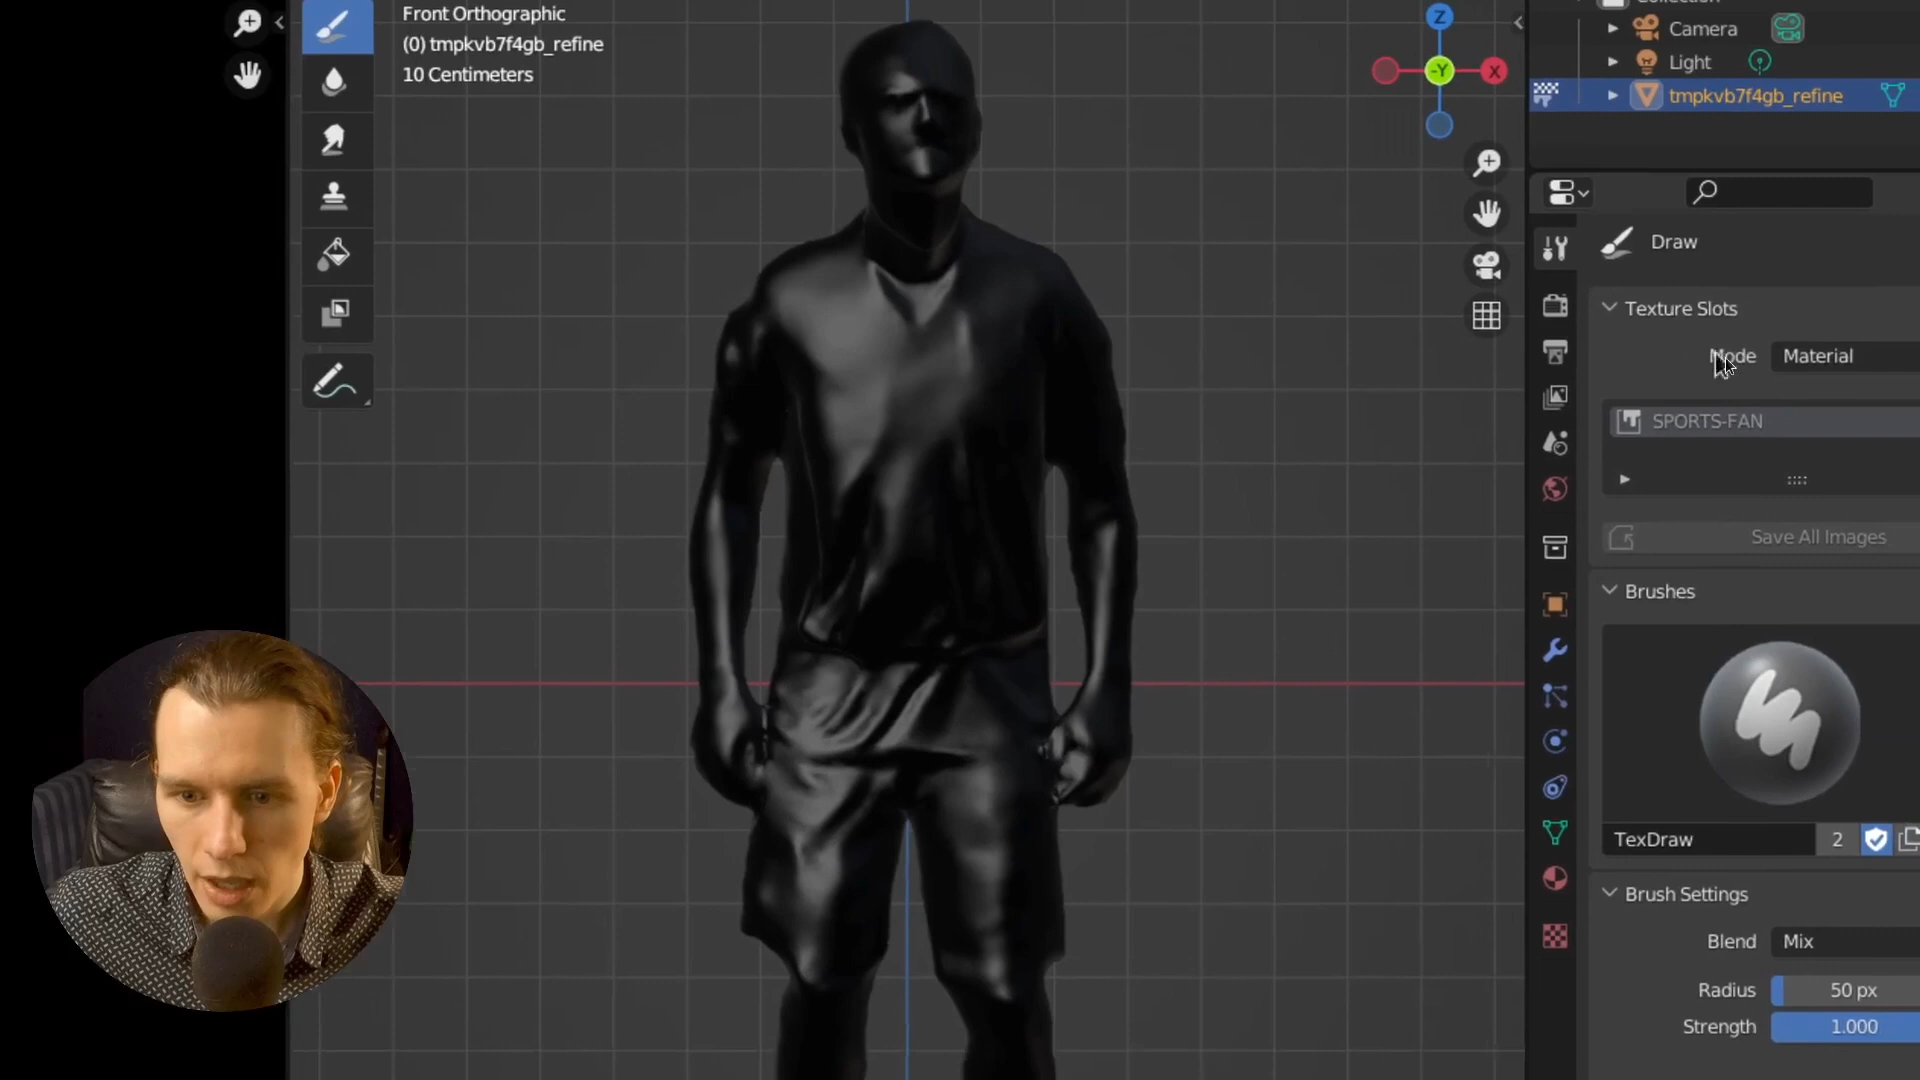 Front Orthographic
(0) tmpkvb7f4gb_refine
10 Centimeters
Z
-Y
X
Camera
Light
tmpkvb7f4gb_refine
Draw
Texture Slots
Mode Material
SPORTS-FAN
Save All Images
Brushes
TexDraw 2
Brush Settings
Blend Mix
Radius 50 px
Strength 1.000